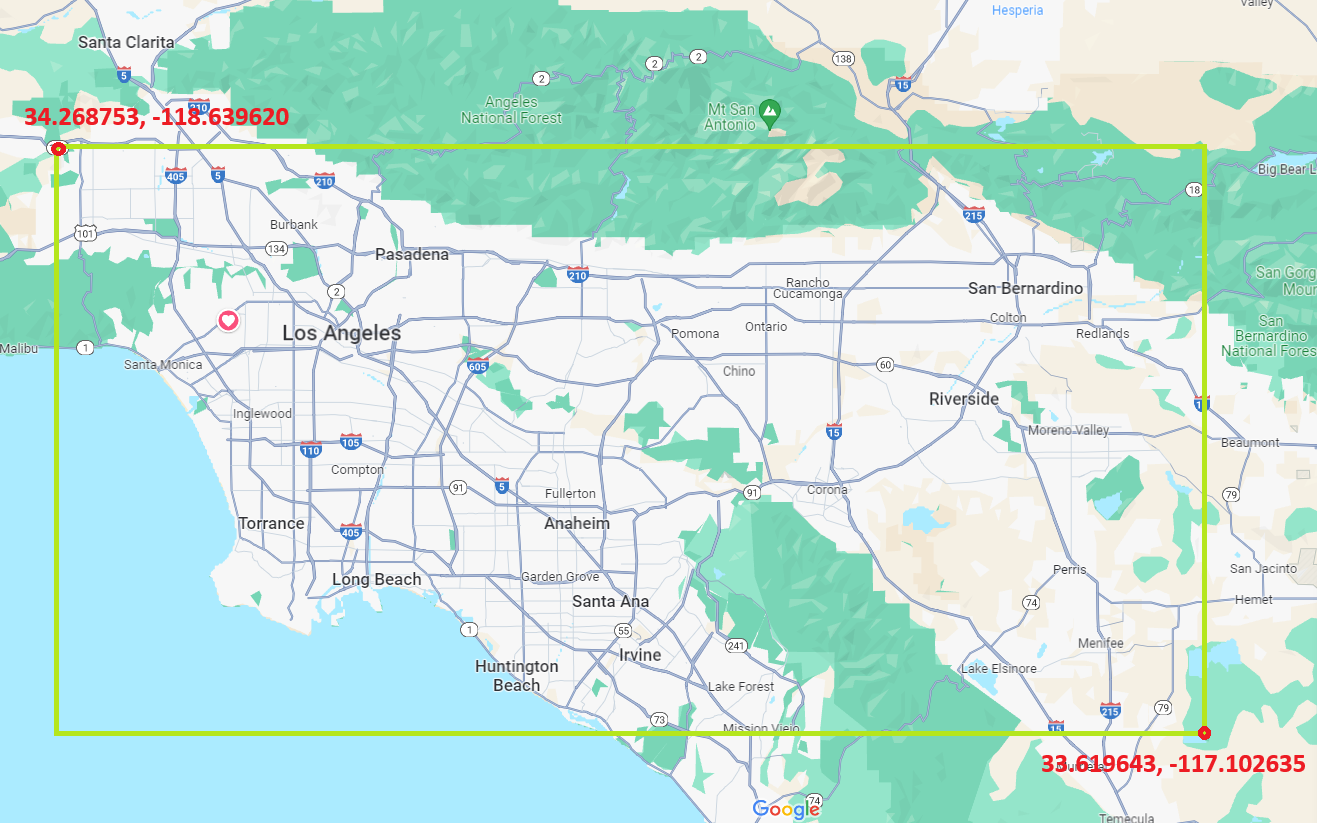 Hesperia
Valley
Santa Clarita
5
2
2
2
138
15
Angeles
National Forest
Mt San
Antonio
210
34.268753, -118.639620
405
5
210
18
Big Bear L
215
Burbank
101
134
Pasadena
210
San Gorg
Moun
2
Rancho
Cucamonga
San Bernardino
Los Angeles
Pomona
Ontario
Colton
Redlands
San
Bernardino
National Fores
Malibu
1
Santa Monica
605
Chino
60
Riverside
Inglewood
15
Moreno Valley
Beaumont
110
105
Compton
91
5
Fullerton
91
Corona
79
Torrance
405
Anaheim
Long Beach
Garden Grove
Perris
San Jacinto
Santa Ana
74
Hemet
1
55
Irvine
241
Menifee
Huntington
Beach
Lake Elsinore
Lake Forest
73
Mission Viejo
15
215
79
33.619643, -117.102635
Google
74
Temecula